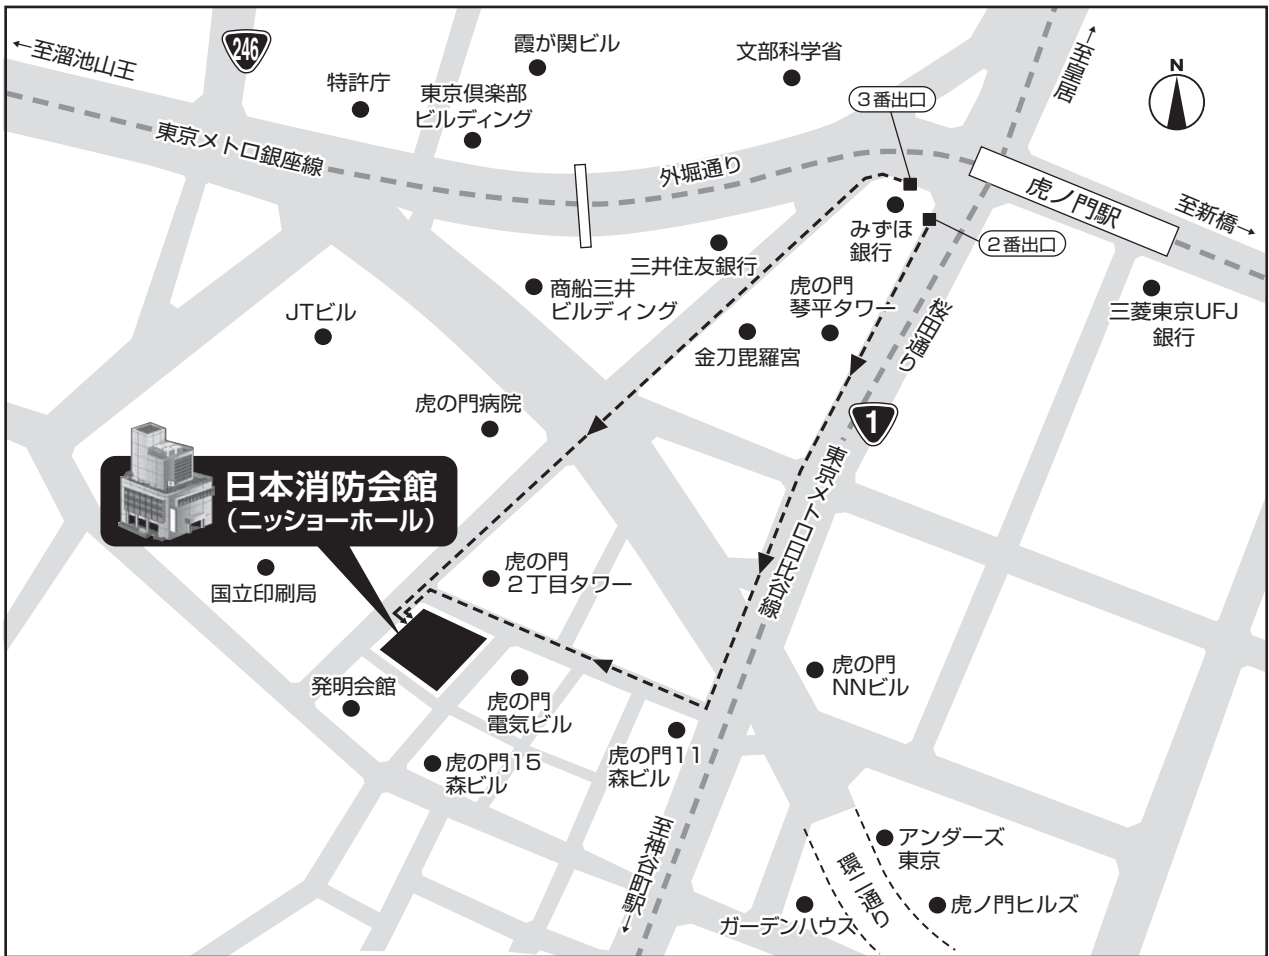 ←至溜池山王
246
霞が関ビル
文部科学省
→至皇居
N
特許庁
東京倶楽部
ビルディング
3番出口
東京メトロ銀座線
外堀通り
虎ノ門駅
至新橋→
みずほ
銀行
2番出口
三井住友銀行
商船三井
ビルディング
虎の門
琴平タワー
JTビル
桜田通り
三菱東京UFJ
銀行
金刀毘羅宮
虎の門病院
1
東京メトロ日比谷線
日本消防会館
(ニッショーホール)
虎の門
2丁目タワー
国立印刷局
虎の門
NNビル
発明会館
虎の門
電気ビル
虎の門15
森ビル
虎の門11
森ビル
至神谷町駅→
アンダーズ
東京
環二通り
虎ノ門ヒルズ
ガーデンハウス